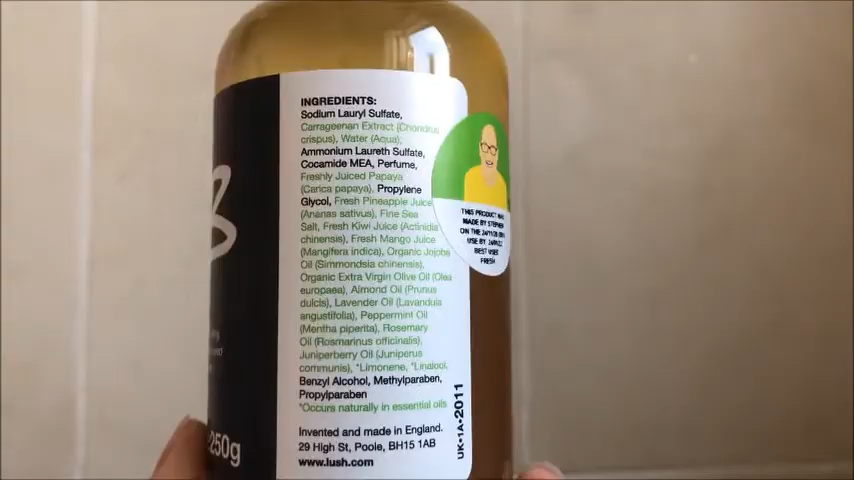 INGREDIENTS:
Sodium Lauryl Sulfate,
Carrageenan Extract (Chondrus
crispus), Water (Aqua),
Ammonium Laureth Sulfate,
Cocamide MEA, Perfume,
Freshly Juiced Papaya
(Carica papaya), Propylene
Glycol, Fresh Pineapple Juice
(Ananas sativus), Fine Sea
Salt, Fresh Kiwi Juice (Actinidia
chinensis), Fresh Mango Juice
(Mangifera indica), Organic Jojoba
Oil (Simmondsia chinensis),
Organic Extra Virgin Olive Oil (Olea
europaea), Almond Oil (Prunus
dulcis), Lavender Oil (Lavandula
angustifolia), Peppermint Oil
(Mentha piperita), Rosemary
Oil (Rosmarinus officinalis),
Juniperberry Oil (Juniperus
communis), *Limonene, *Linalool,
Benzyl Alcohol, Methylparaben,
Propylparaben
*Occurs naturally in essential oils
Invented and made in England.
29 High St, Poole, BH15 1AB
www.lush.com
UK•1A•2011
THIS PRODUCT WAS
MADE BY STEPHEN
ON THE
USE BY
BEST USED
FRESH
250g